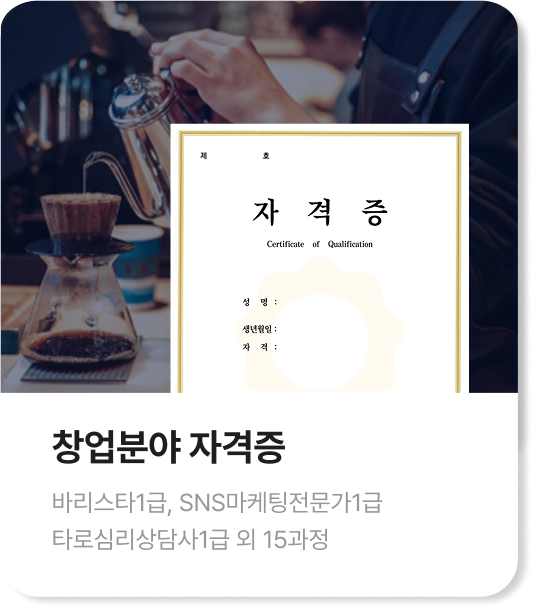 제 호
자 격 증
Certificate of Qualification
성 명 :
생년월일 :
자 격 :
창업분야 자격증
바리스타1급, SNS마케팅전문가1급
타로심리상담사1급 외 15과정